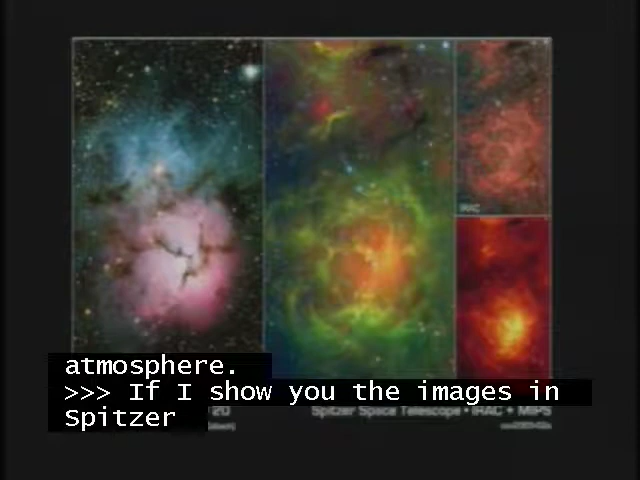 IRAC
atmosphere.
>>> If I show you the images in
Spitzer
Spitzer Space Telescope • IRAC + MIPS